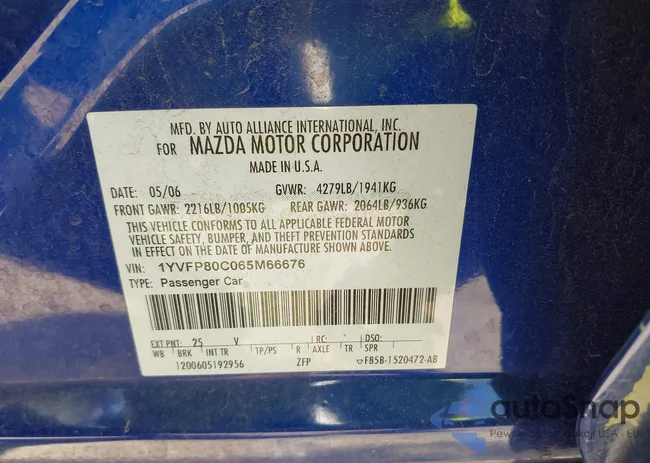 MFD. BY AUTO ALLIANCE INTERNATIONAL, INC.
FOR MAZDA MOTOR CORPORATION
MADE IN U.S.A.
DATE: 05/06 GVWR: 4279LB/1941KG
FRONT GAWR: 2216LB/1005KG REAR GAWR: 2064LB/936KG
THIS VEHICLE CONFORMS TO ALL APPLICABLE FEDERAL MOTOR
VEHICLE SAFETY, BUMPER, AND THEFT PREVENTION STANDARDS
IN EFFECT ON THE DATE OF MANUFACTURE SHOWN ABOVE.
VIN: 1YVFP80C065M66676
TYPE: Passenger Car
EXT PNT: 25 V RC: DSO:
WB BRK INT TR TP/PS R AXLE TR SPR
1200605192956 ZFP F85B-1520472-AB
autoSnap